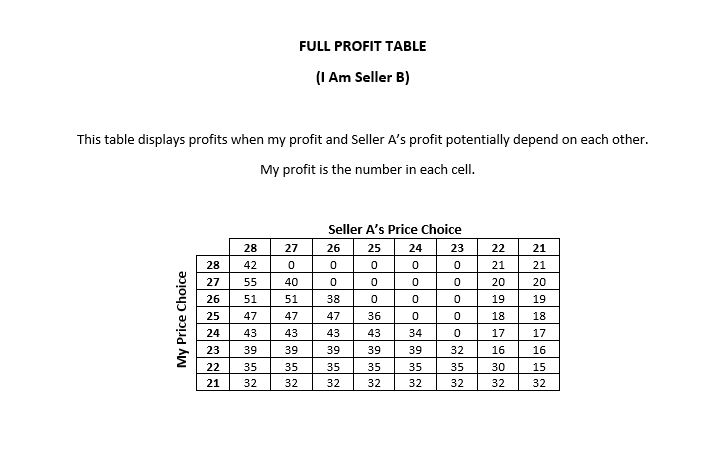 FULL PROFIT TABLE
(I Am Seller B)
This table displays profits when my profit and Seller A’s profit potentially depend on each other.
My profit is the number in each cell.
Seller A’s Price Choice
28 27 26 25 24 23 22 21
My Price Choice
28 42 0 0 0 0 0 21 21
27 55 40 0 0 0 0 20 20
26 51 51 38 0 0 0 19 19
25 47 47 47 36 0 0 18 18
24 43 43 43 43 34 0 17 17
23 39 39 39 39 39 32 16 16
22 35 35 35 35 35 35 30 15
21 32 32 32 32 32 32 32 32